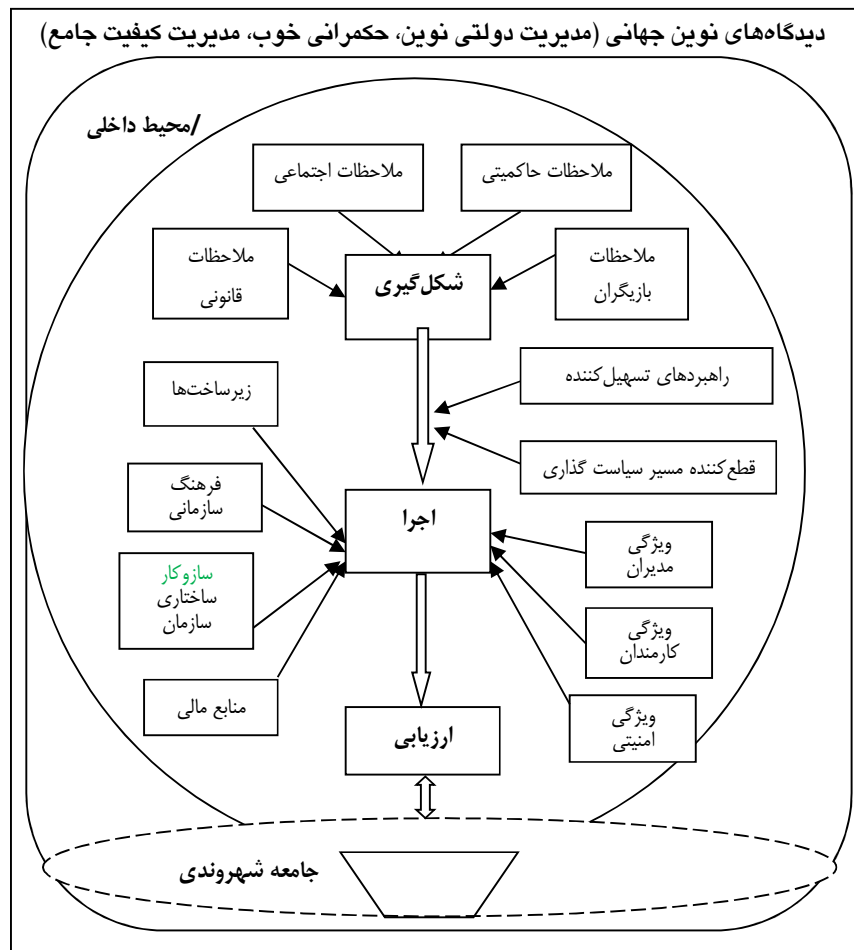 دیدگاه‌های نوین جهانی (مدیریت دولتی نوین، حکمرانی خوب، مدیریت کیفیت جامع)
/محیط داخلی
ملاحظات حاکمیتی
ملاحظات اجتماعی
ملاحظات
بازیگران
شکل‌گیری
ملاحظات
قانونی
راهبردهای تسهیل‌کننده
زیرساخت‌ها
قطع‌کننده مسیر سیاست گذاری
فرهنگ
سازمانی
اجرا
ویژگی
مدیران
سازوکار
ساختاری
سازمان
ویژگی
کارمندان
منابع مالی
ارزیابی
ویژگی
امنیتی
جامعه شهروندی